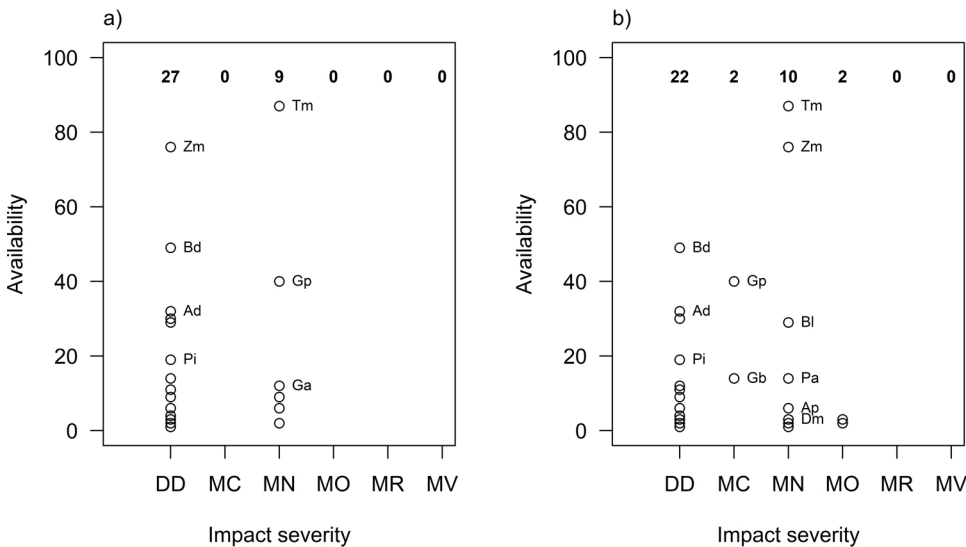 a)
Availability
100
80
60
40
20
0
27 0 9 0 0 0
Tm
Zm
Bd
Gp
Ad
Pi
Ga
DD MC MN MO MR MV
Impact severity
b)
Availability
100
80
60
40
20
0
22 2 10 2 0 0
Tm
Zm
Bd
Gp
Ad
Bl
Pi
Gb
Pa
Ap
Dm
DD MC MN MO MR MV
Impact severity